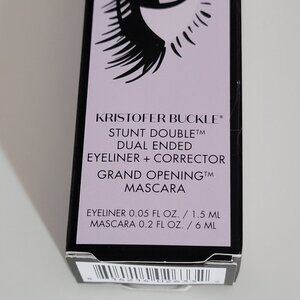 KRISTOFER BUCKLE®
STUNT DOUBLE™
DUAL ENDED
EYELINER + CORRECTOR
GRAND OPENING™
MASCARA
EYELINER 0.05 FL OZ. / 1.5 ML
MASCARA 0.2 FL OZ. / 6 ML